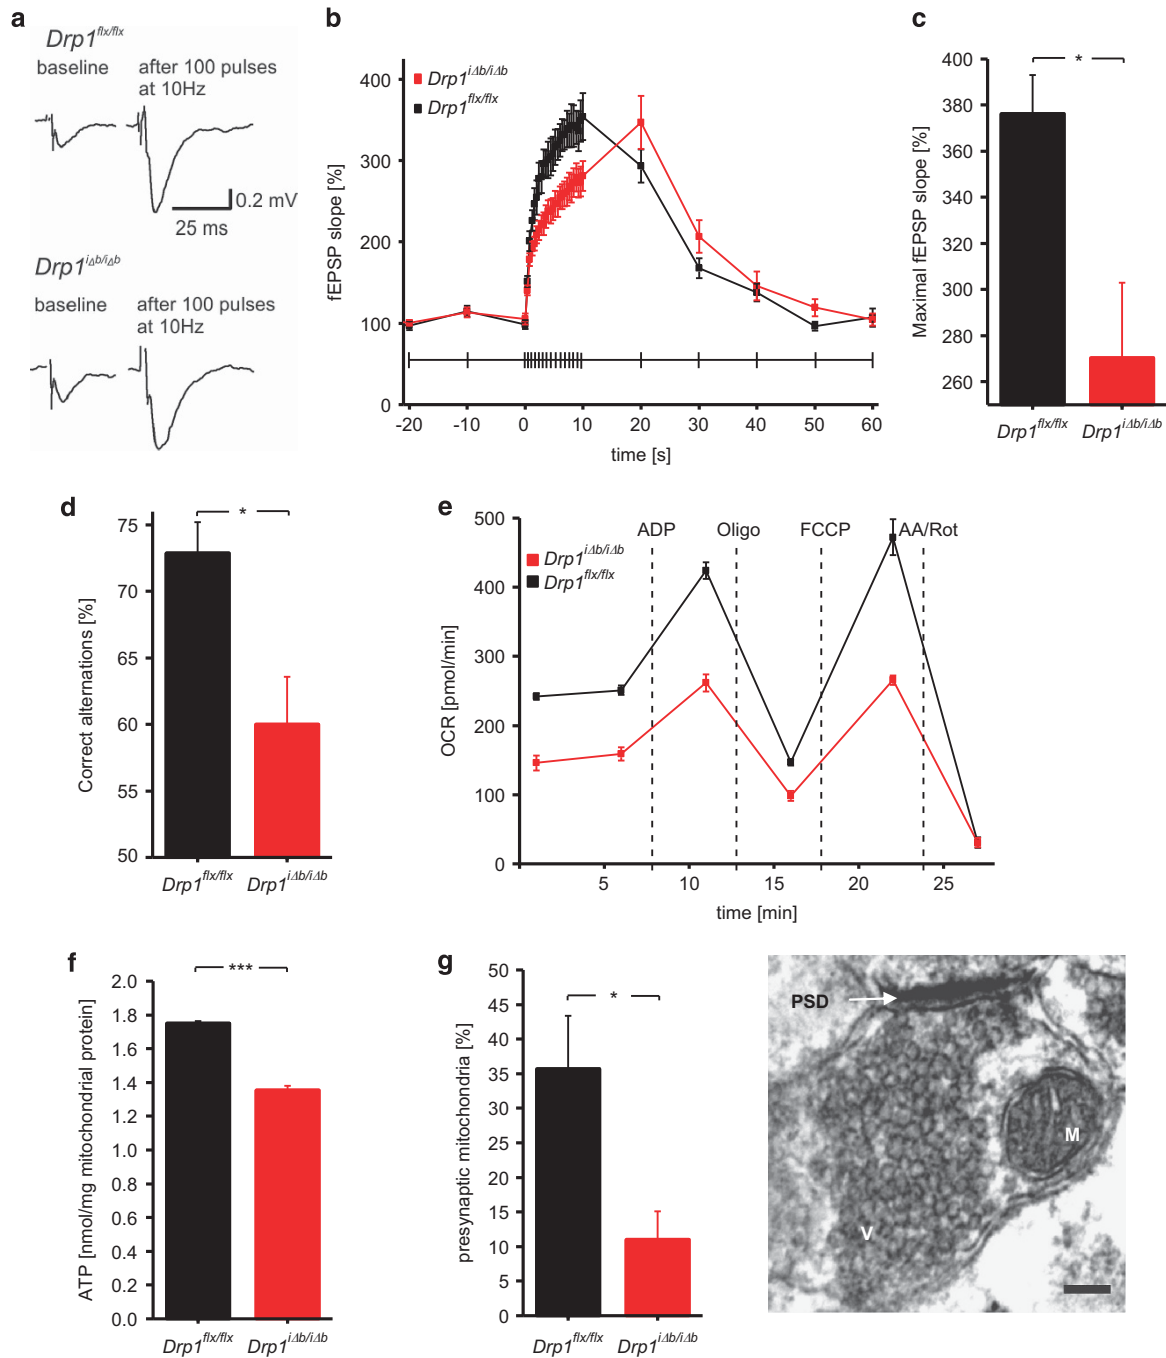 a
Drp1flx/flx
baseline
after 100 pulses
at 10Hz
0.2 mV
25 ms
Drp1iΔb/iΔb
baseline
after 100 pulses
at 10Hz
b
Drp1iΔb/iΔb
Drp1flx/flx
fEPSP slope [%]
400
300
200
100
0
-20 -10 0 10 20 30 40 50 60
time [s]
c
*
Maximal fEPSP slope [%]
400
380
360
340
320
300
280
260
Drp1flx/flx Drp1iΔb/iΔb
d
*
Correct alternations [%]
75
70
65
60
55
50
Drp1flx/flx Drp1iΔb/iΔb
e
ADP Oligo FCCP AA/Rot
Drp1iΔb/iΔb
Drp1flx/flx
OCR [pmol/min]
500
400
300
200
100
0
5 10 15 20 25
time [min]
f
***
ATP [nmol/mg mitochondrial protein]
2.0
1.8
1.6
1.4
1.2
1.0
0.8
0.6
0.4
0.2
0.0
Drp1flx/flx Drp1iΔb/iΔb
g
*
presynaptic mitochondria [%]
50
45
40
35
30
25
20
15
10
5
0
Drp1flx/flx Drp1iΔb/iΔb
PSD
M
V